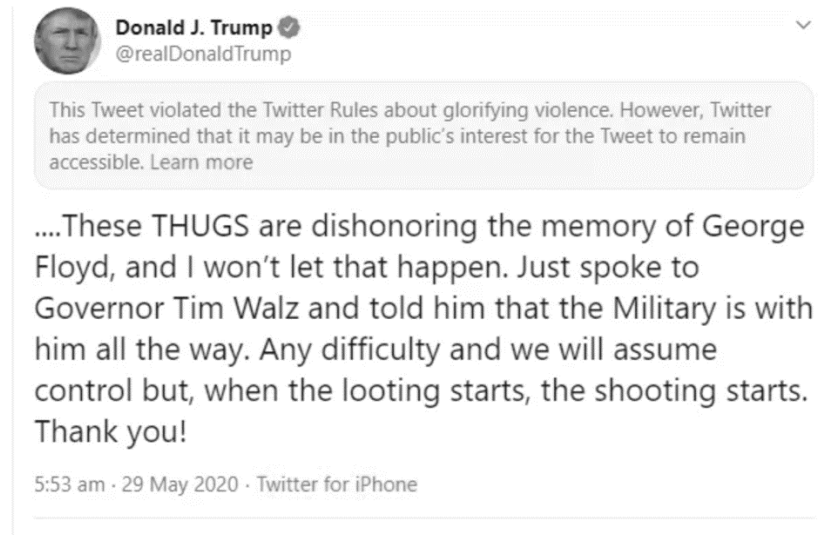 Donald J. Trump
@realDonaldTrump
This Tweet violated the Twitter Rules about glorifying violence. However, Twitter
has determined that it may be in the public's interest for the Tweet to remain
accessible. Learn more
....These THUGS are dishonoring the memory of George
Floyd, and I won't let that happen. Just spoke to
Governor Tim Walz and told him that the Military is with
him all the way. Any difficulty and we will assume
control but, when the looting starts, the shooting starts.
Thank you!
5:53 am · 29 May 2020 · Twitter for iPhone